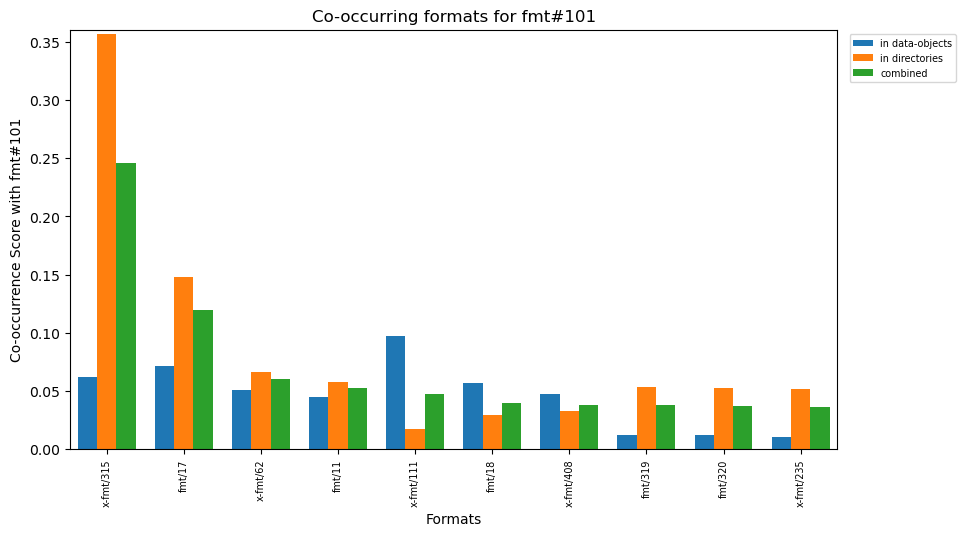 Co-occurring formats for fmt#101
in data-objects
in directories
combined
Co-occurrence Score with fmt#101
0.35
0.30
0.25
0.20
0.15
0.10
0.05
0.00
x-fmt/315
fmt/17
x-fmt/62
fmt/11
x-fmt/111
fmt/18
x-fmt/408
fmt/319
fmt/320
x-fmt/235
Formats